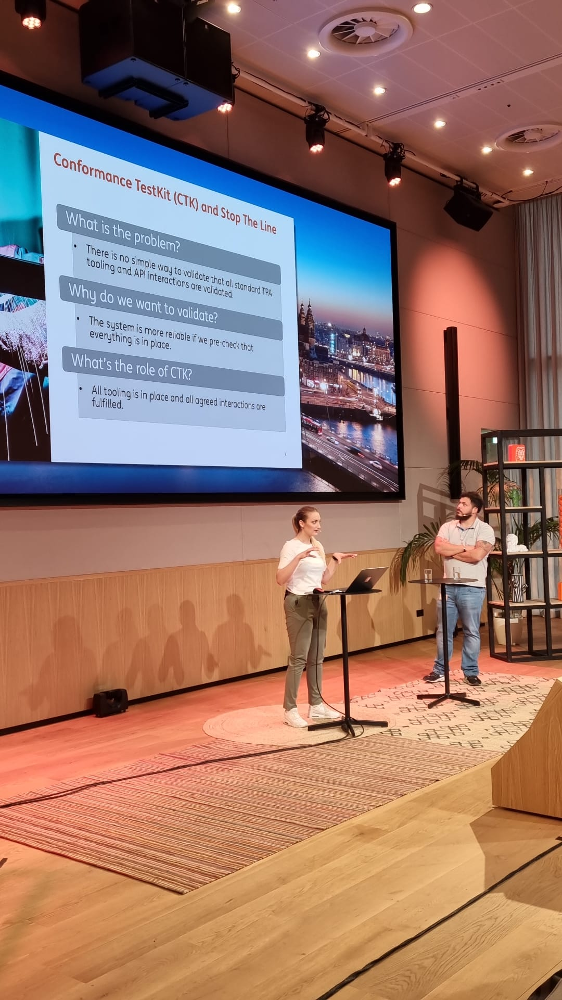 Conformance TestKit (CTK) and Stop The Line
What is the problem?
• There is no simple way to validate that all standard TPA
tooling and API interactions are validated.
Why do we want to validate?
• The system is more reliable if we pre-check that
everything is in place.
What's the role of CTK?
• All tooling is in place and all agreed interactions are
fulfilled.